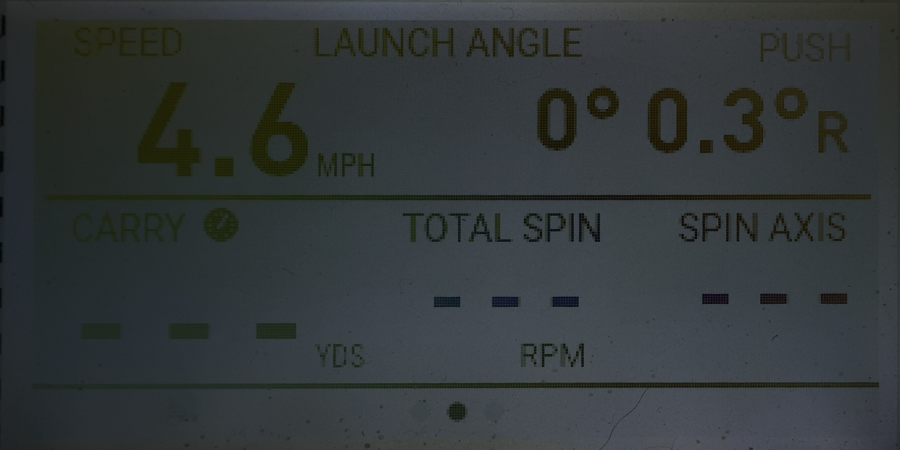 SPEED LAUNCH ANGLE PUSH
4.6 MPH 0° 0.3° R
CARRY TOTAL SPIN SPIN AXIS
--- YDS --- RPM ---